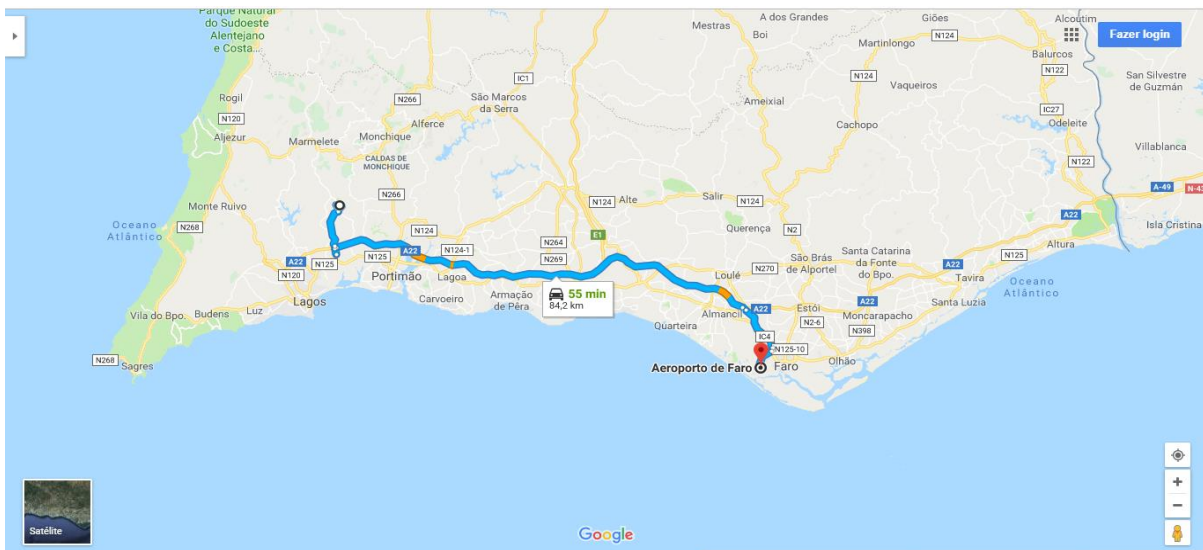 Parque Natural
do Sudoeste
Alentejano
e Costa...
A dos Grandes
Boi
Mestras
Giões
Alcoutim
N124
Martinlongo
N124
Fazer login
Balurcos
IC1
N122
San Silvestre
de Guzmán
Rogil
N266
São Marcos
da Serra
Ameixial
Vaqueiros
N120
IC27
Aljezur
Alferce
Monchique
Marmelete
Cachopo
Odeleite
Villablanca
CALDAS DE
MONCHIQUE
N122
A-49
N-43
N266
N124
Alte
Salir
N124
Monte Ruivo
A22
Oceano
Atlântico
N268
N124
Querença
N2
Isla Cristina
E1
N125
Altura
A22
N124-1
N264
Santa Catarina
da Fonte
do Bpo.
A22
N125
N125
N269
Loulé
N270
São Brás
de Alportel
A22
Tavira
N120
Portimão
Lagoa
55 min
84,2 km
Oceano
Atlântico
Lagos
Carvoeiro
Armação
de Pêra
A22
Estói
Santa Luzia
Vila do Bpo.
Budens
Luz
Almancil
Moncarapacho
Quarteira
N2-6
N398
IC4
N125-10
N268
Sagres
Aeroporto de Faro
Faro
Olhão
Satélite
Google